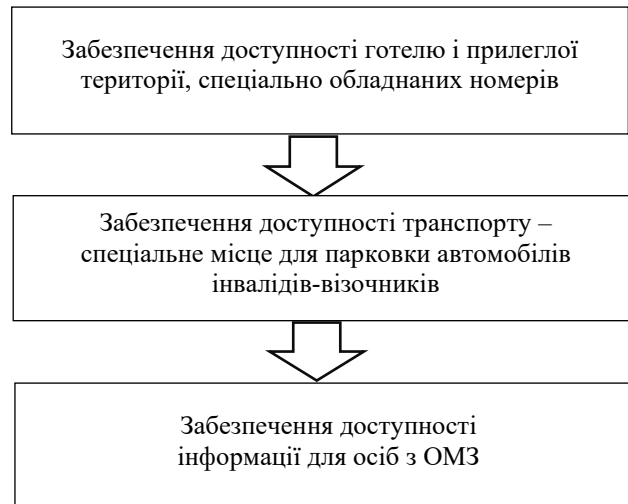 Забезпечення доступності готелю і прилеглої
території, спеціально обладнаних номерів
Забезпечення доступності транспорту –
спеціальне місце для парковки автомобілів
інвалідів-візочників
Забезпечення доступності
інформації для осіб з ОМЗ